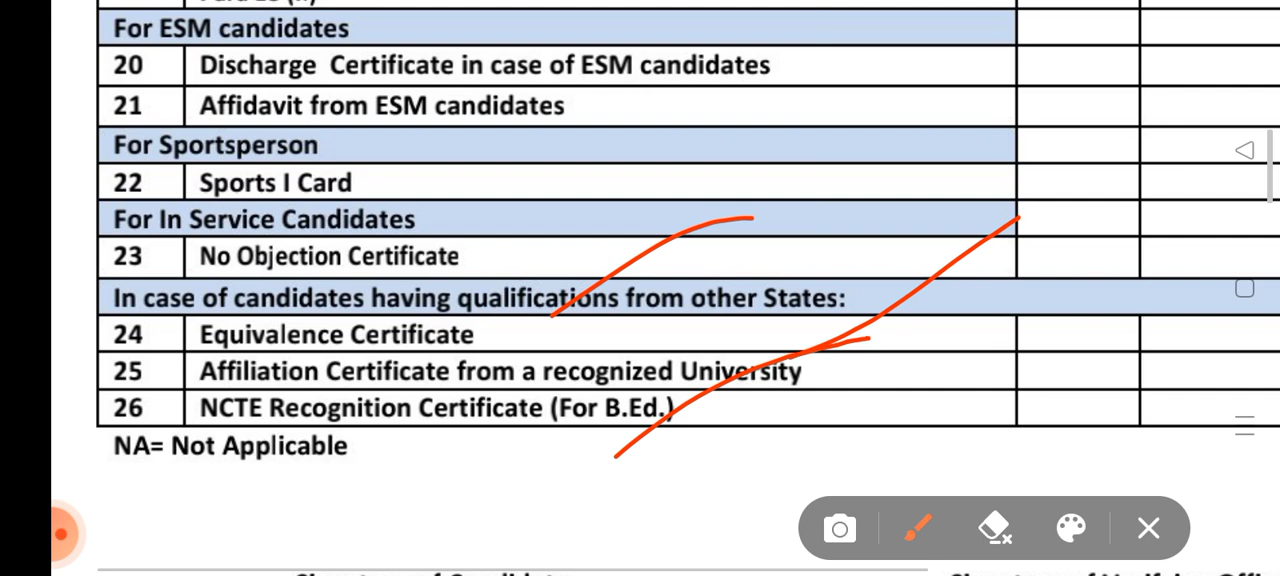 For ESM candidates
20 Discharge Certificate in case of ESM candidates
21 Affidavit from ESM candidates
For Sportsperson
22 Sports I Card
For In Service Candidates
23 No Objection Certificate
In case of candidates having qualifications from other States:
24 Equivalence Certificate
25 Affiliation Certificate from a recognized University
26 NCTE Recognition Certificate (For B.Ed.)
NA= Not Applicable